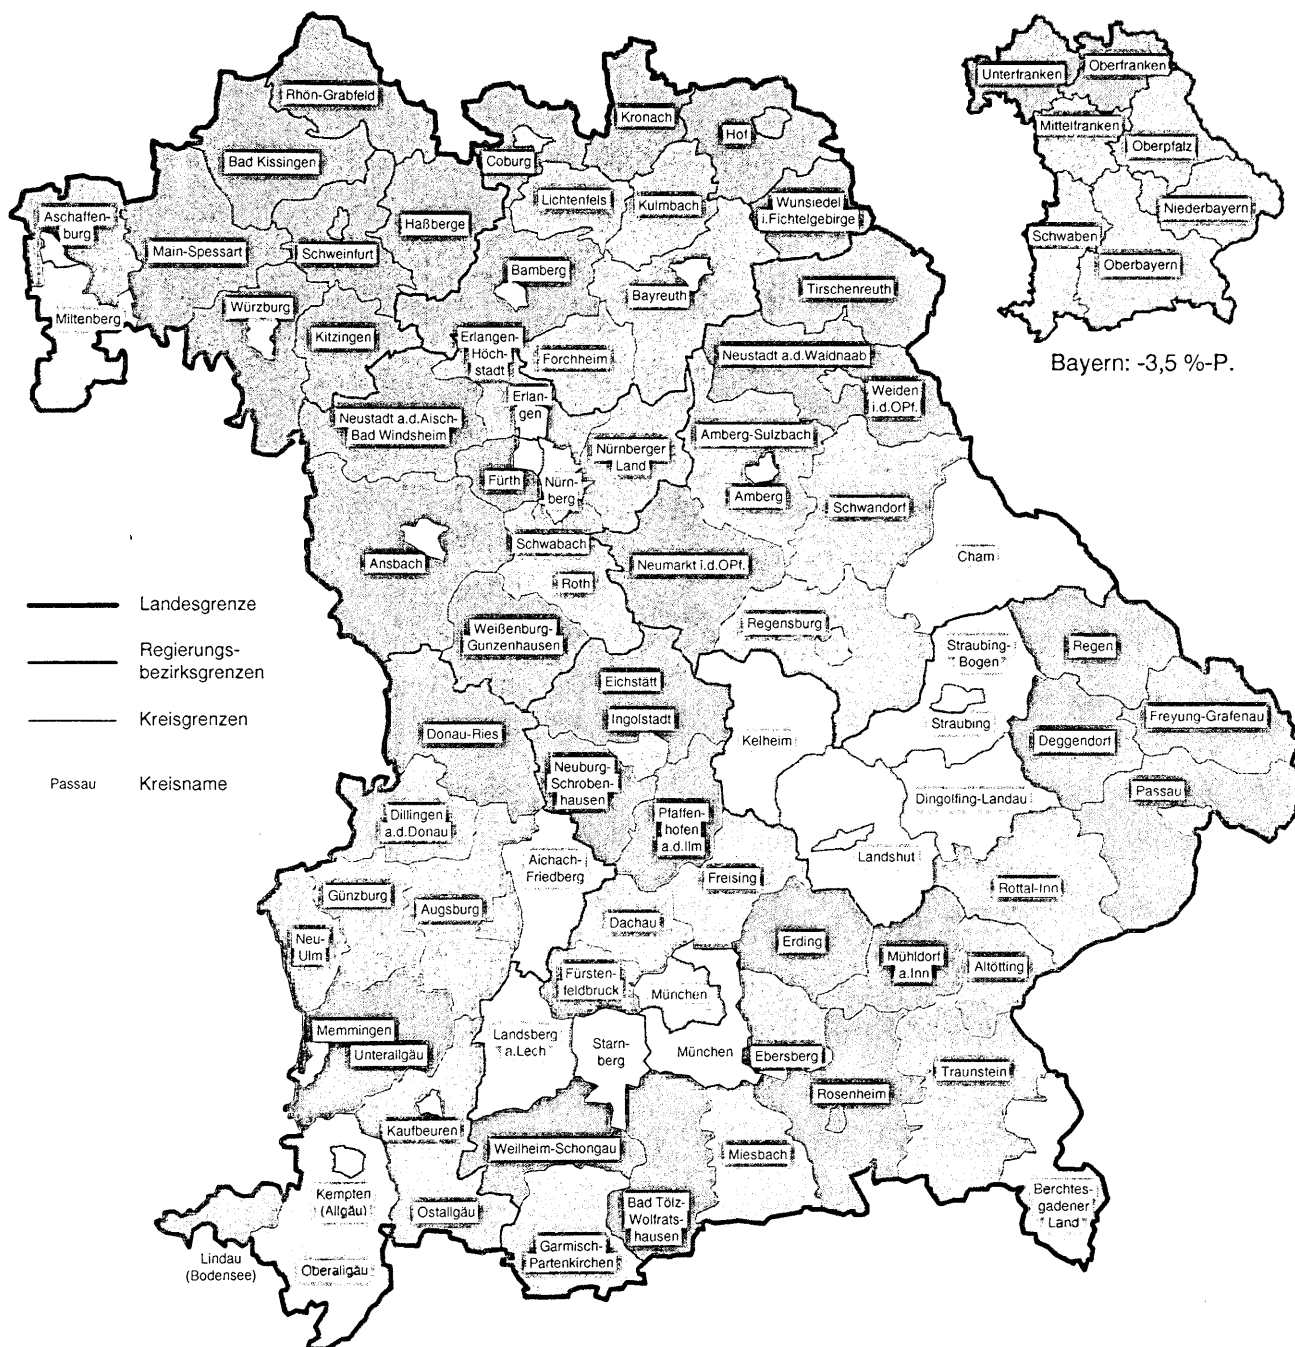 Rhön-Grabfeld
Kronach
Hof
Bad Kissingen
Coburg
Lichtenfels
Kulmbach
Wunsiedel
i.Fichtelgebirge
Aschaffen-
burg
Haßberge
Main-Spessart
Schweinfurt
Bamberg
Bayreuth
Tirschenreuth
Miltenberg
Würzburg
Kitzingen
Erlangen-
Höch-
stadt
Forchheim
Neustadt a.d.Waldnaab
Weiden
i.d.OPf.
Erlan-
gen
Neustadt a.d.Aisch-
Bad Windsheim
Nürnberger
Land
Amberg-Sulzbach
Fürth
Nürn-
berg
Amberg
Schwandorf
Schwabach
Ansbach
Roth
Neumarkt i.d.OPf.
Cham
Weißenburg-
Gunzenhausen
Regensburg
Straubing-
Bogen
Regen
Eichstätt
Ingolstadt
Straubing
Freyung-Grafenau
Donau-Ries
Kelheim
Deggendorf
Neuburg-
Schroben-
hausen
Dingolfing-Landau
Passau
Dillingen
a.d.Donau
Pfaffen-
hofen
a.d.Ilm
Aichach-
Friedberg
Landshut
Freising
Rottal-Inn
Günzburg
Augsburg
Dachau
Neu-
Ulm
Erding
Mühldorf
a.Inn
Altötting
Fürsten-
feldbruck
München
Memmingen
Unterallgäu
Landsberg
a.Lech
Starn-
berg
München
Ebersberg
Traunstein
Rosenheim
Kaufbeuren
Weilheim-Schongau
Miesbach
Kempten
(Allgäu)
Ostallgäu
Bad Tölz-
Wolfrats-
hausen
Berchtes-
gadener
Land
Lindau
(Bodensee)
Oberallgäu
Garmisch-
Partenkirchen
Unterfranken
Oberfranken
Mittelfranken
Oberpfalz
Niederbayern
Schwaben
Oberbayern
Bayern: -3,5 %-P.
Landesgrenze
Regierungs-
bezirksgrenzen
Kreisgrenzen
Passau Kreisname